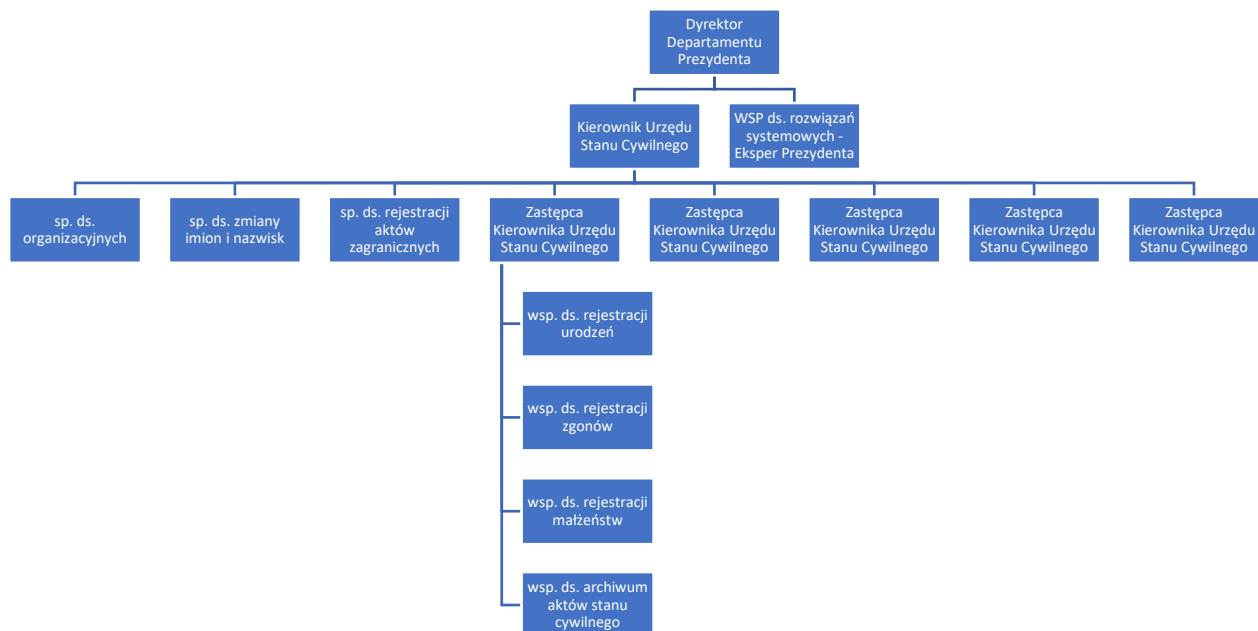 Dyrektor
Departamentu
Prezydenta
Kierownik Urzędu
Stanu Cywilnego
WSP ds. rozwiązań
systemowych -
Eksper Prezydenta
sp. ds.
organizacyjnych
sp. ds. zmiany
imion i nazwisk
sp. ds. rejestracji
aktów
zagranicznych
Zastępca
Kierownika Urzędu
Stanu Cywilnego
Zastępca
Kierownika Urzędu
Stanu Cywilnego
Zastępca
Kierownika Urzędu
Stanu Cywilnego
Zastępca
Kierownika Urzędu
Stanu Cywilnego
Zastępca
Kierownika Urzędu
Stanu Cywilnego
wsp. ds. rejestracji
urodzeń
wsp. ds. rejestracji
zgonów
wsp. ds. rejestracji
małżeństw
wsp. ds. archiwum
aktów stanu
cywilnego